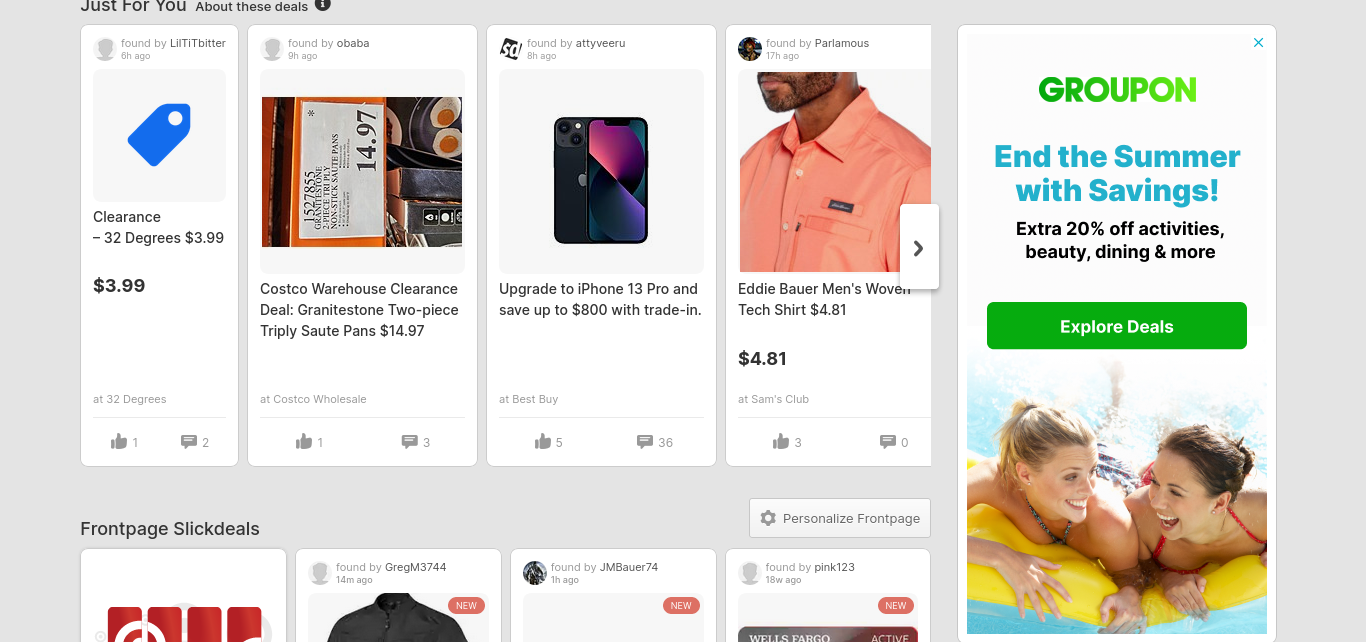 Just For You About these deals
found by LilTiTbitter
6h ago
Clearance
– 32 Degrees $3.99
$3.99
at 32 Degrees
1
2
found by obaba
9h ago
*
1527855
GRANITESTONE
2-PIECE TRI PLY
NON-STICK SAUTE PANS
14.97
Costco Warehouse Clearance
Deal: Granitestone Two-piece
Triply Saute Pans $14.97
at Costco Wholesale
1
3
sd
found by attyveeru
8h ago
Upgrade to iPhone 13 Pro and
save up to $800 with trade-in.
at Best Buy
5
36
found by Parlamous
17h ago
Eddie Bauer Men's Woven
Tech Shirt $4.81
$4.81
at Sam's Club
3
0
GROUPON
End the Summer
with Savings!
Extra 20% off activities,
beauty, dining & more
Explore Deals
Frontpage Slickdeals
Personalize Frontpage
found by GregM3744
14m ago
NEW
found by JMBauer74
1h ago
NEW
found by pink123
18w ago
NEW
WELLS FARGO
ACTIVE